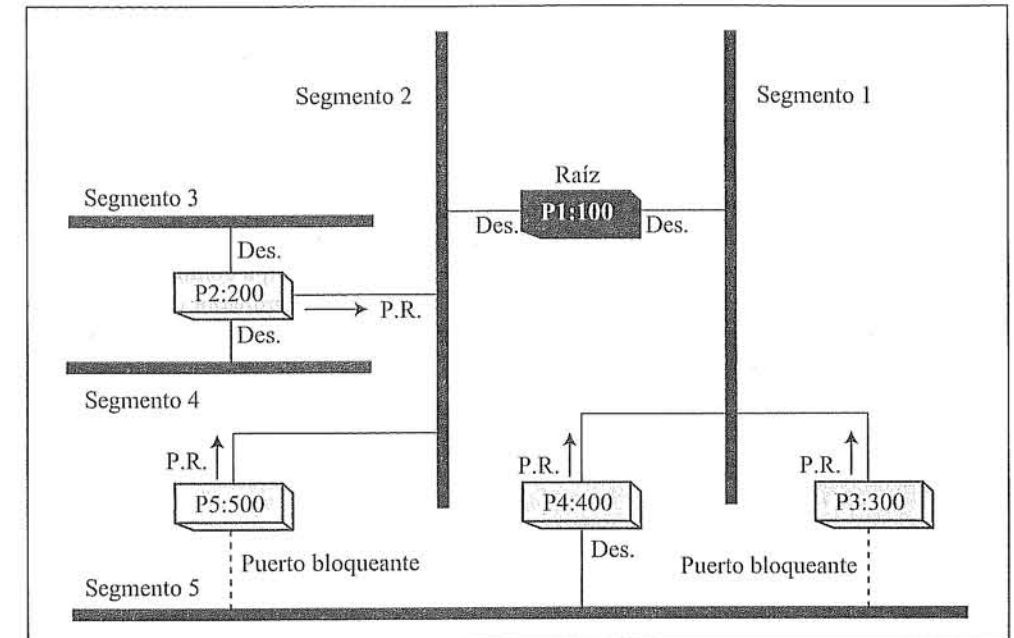 Segmento 2
Segmento 1
Raíz
Segmento 3
P1:100
Des.
Des.
Des.
P2:200
P.R.
Des.
Segmento 4
P.R.
P.R.
P.R.
P5:500
P4:400
P3:300
Des.
Puerto bloqueante
Puerto bloqueante
Segmento 5